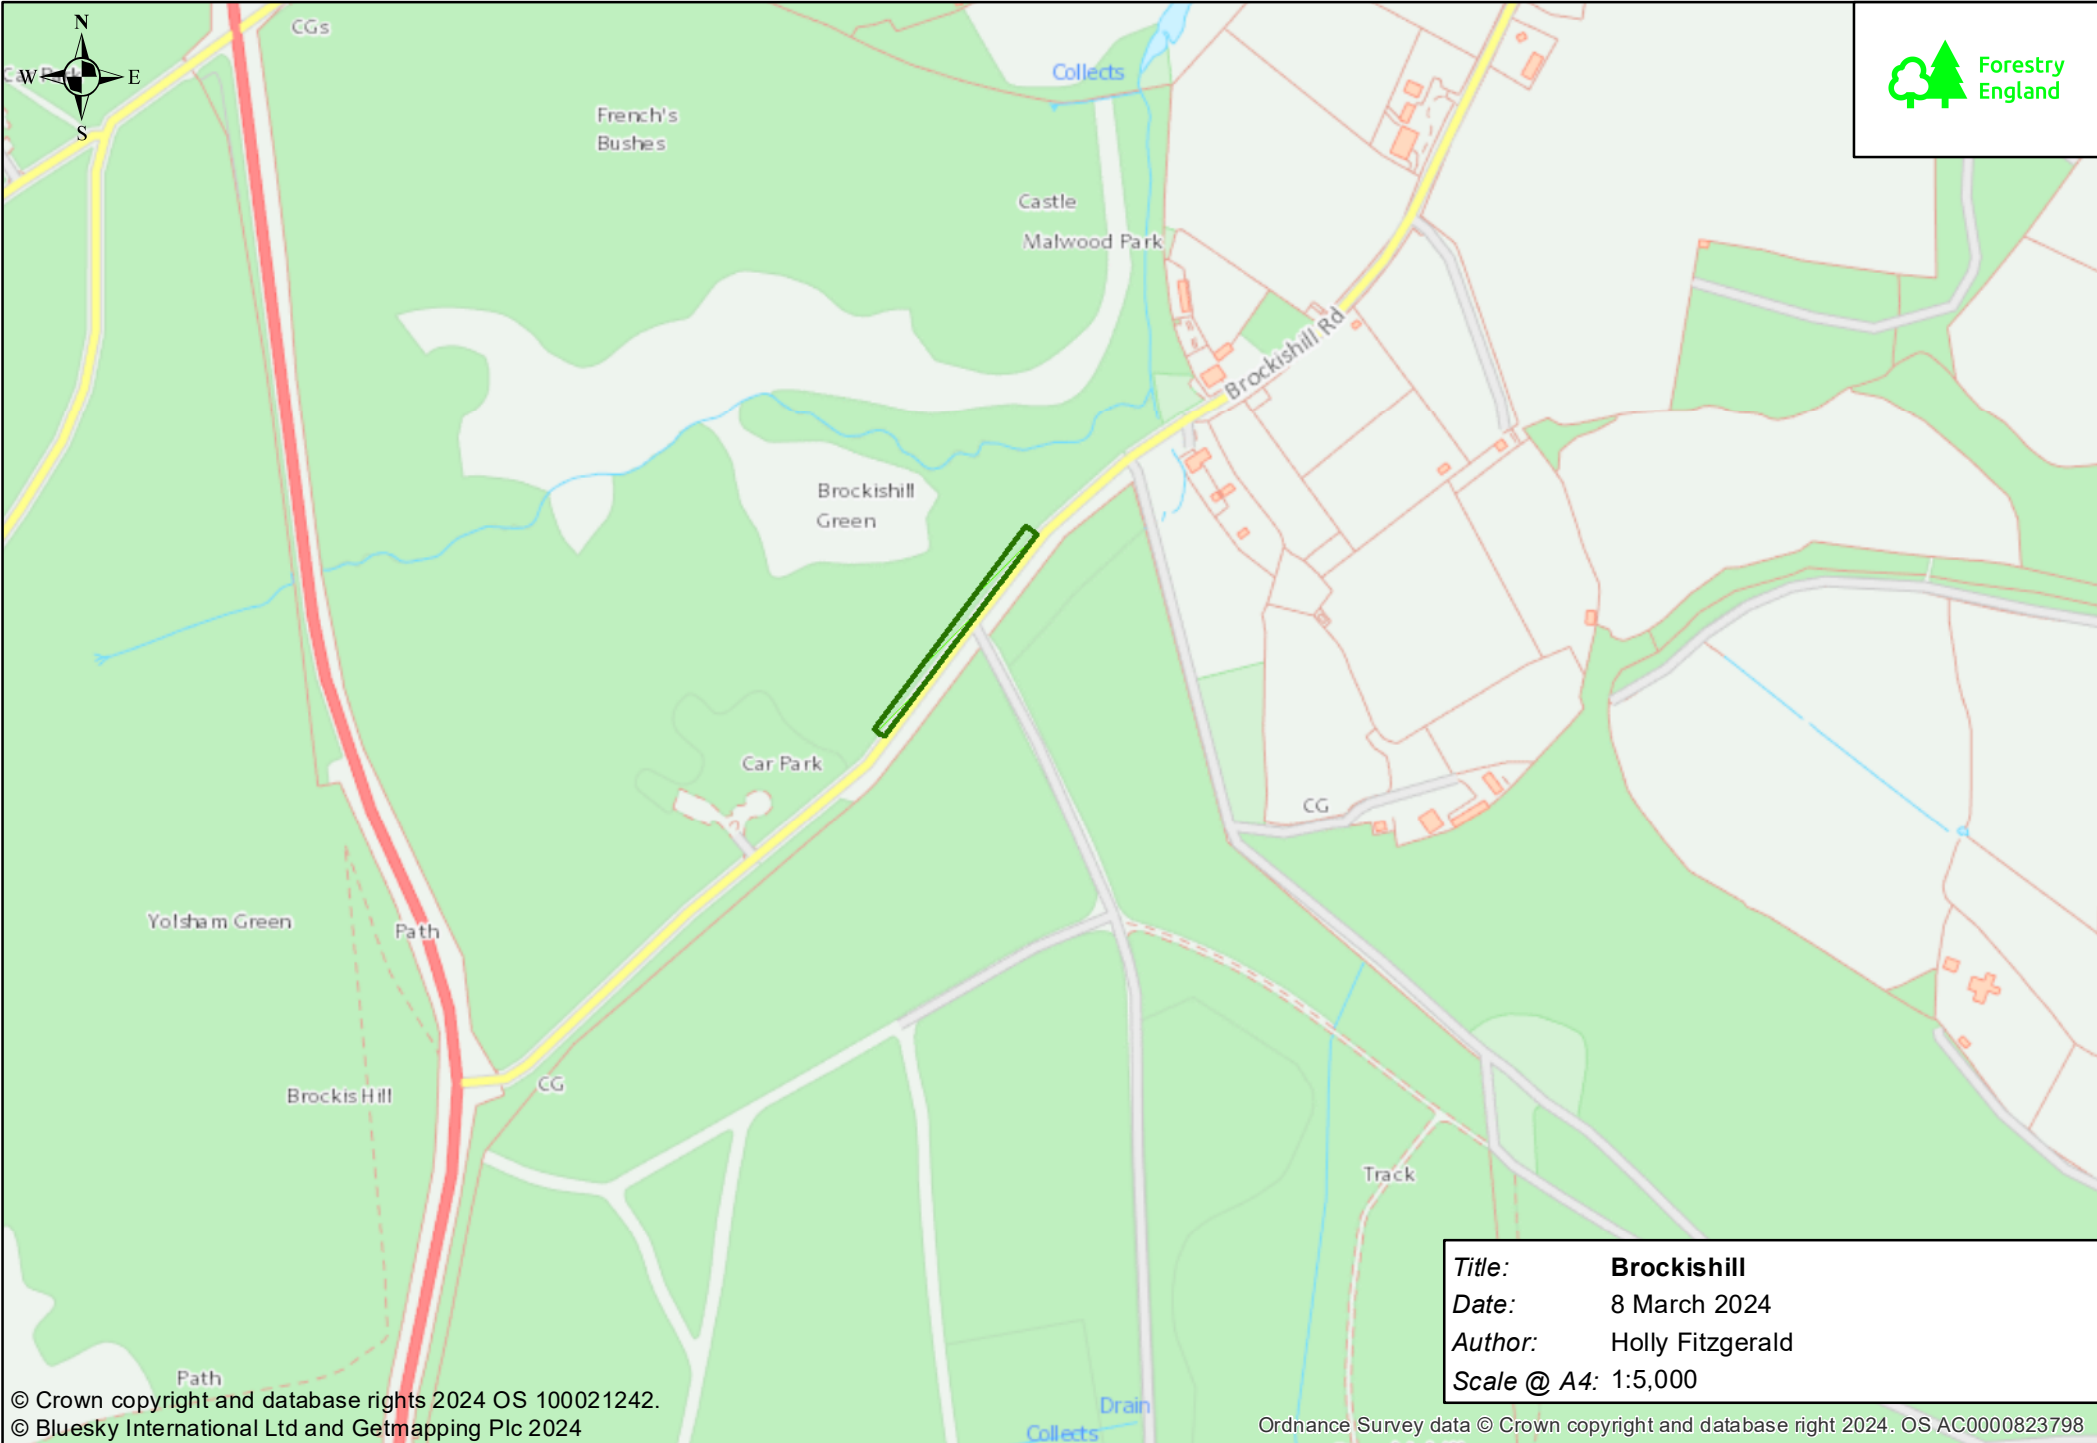 N
W
E
S
CGs
Car Park
Collects
Forestry
England
French's
Bushes
Castle
Malwood Park
Brockishill Rd
Brockishill
Green
Car Park
CG
Yolsham Green
Path
CG
Brockis Hill
Track
Path
Drain
Collects
Title: Brockishill
Date: 8 March 2024
Author: Holly Fitzgerald
Scale @ A4: 1:5,000
© Crown copyright and database rights 2024 OS 100021242.
© Bluesky International Ltd and Getmapping Plc 2024
Ordnance Survey data © Crown copyright and database right 2024. OS AC0000823798